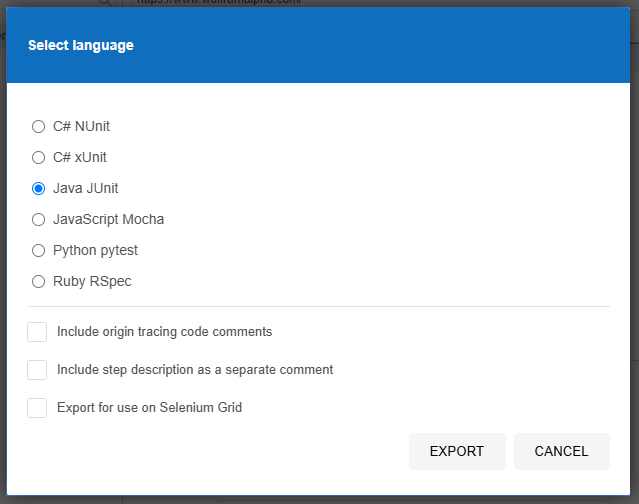 https://www.wolframalpha.com/
Select language
C# NUnit
C# xUnit
Java JUnit
JavaScript Mocha
Python pytest
Ruby RSpec
Include origin tracing code comments
Include step description as a separate comment
Export for use on Selenium Grid
EXPORT
CANCEL